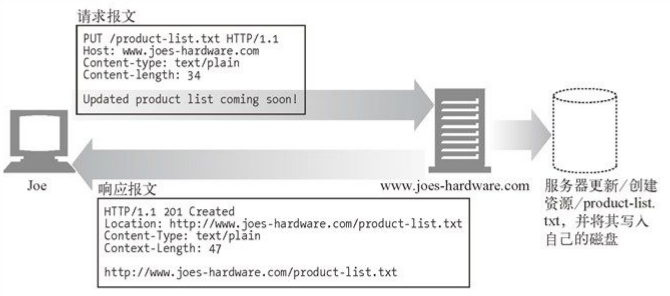 请求报文
PUT /product-list.txt HTTP/1.1
Host: www.joes-hardware.com
Content-type: text/plain
Content-length: 34
Updated product list coming soon!
Joe
www.joes-hardware.com
服务器更新/创建
资源/product-list.
txt，并将其写入
自己的磁盘
响应报文
HTTP/1.1 201 Created
Location: http://www.joes-hardware.com/product-list.txt
Content-Type: text/plain
Context-Length: 47
http://www.joes-hardware.com/product-list.txt